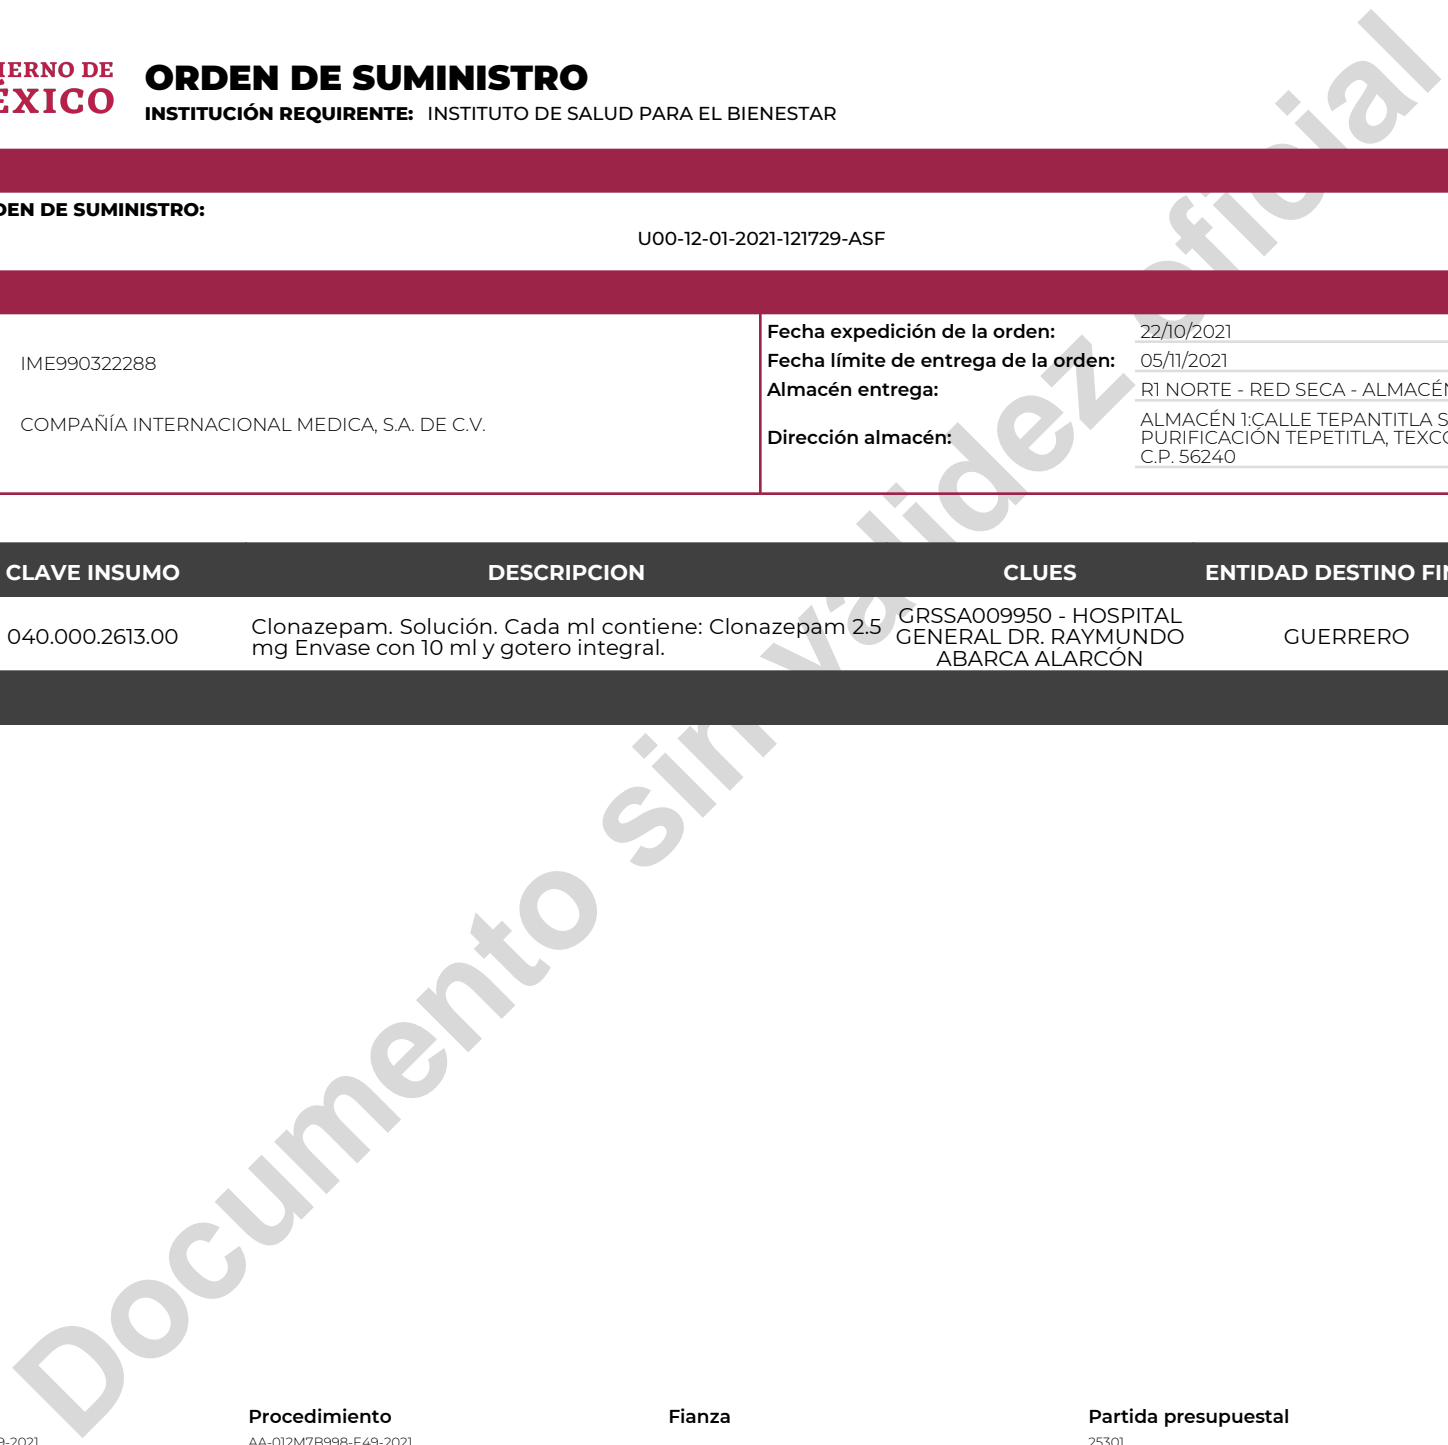 IERNO DE
ÉXICO
ORDEN DE SUMINISTRO
INSTITUCIÓN REQUIRENTE: INSTITUTO DE SALUD PARA EL BIENESTAR
DEN DE SUMINISTRO:
U00-12-01-2021-121729-ASF
IME990322288
COMPAÑÍA INTERNACIONAL MEDICA, S.A. DE C.V.
Fecha expedición de la orden: 22/10/2021
Fecha límite de entrega de la orden: 05/11/2021
Almacén entrega: R1 NORTE - RED SECA - ALMACÉN
Dirección almacén: ALMACÉN 1:CALLE TEPANTITLA S
PURIFICACIÓN TEPETITLA, TEXCO
C.P. 56240
CLAVE INSUMO DESCRIPCION CLUES ENTIDAD DESTINO FIN
040.000.2613.00
Clonazepam. Solución. Cada ml contiene: Clonazepam 2.5
mg Envase con 10 ml y gotero integral.
GRSSA009950 - HOSPITAL
GENERAL DR. RAYMUNDO
ABARCA ALARCÓN
GUERRERO
Documento sin validez oficial
Procedimiento Fianza Partida presupuestal
9-2021 AA-012M7B998-E49-2021 25301